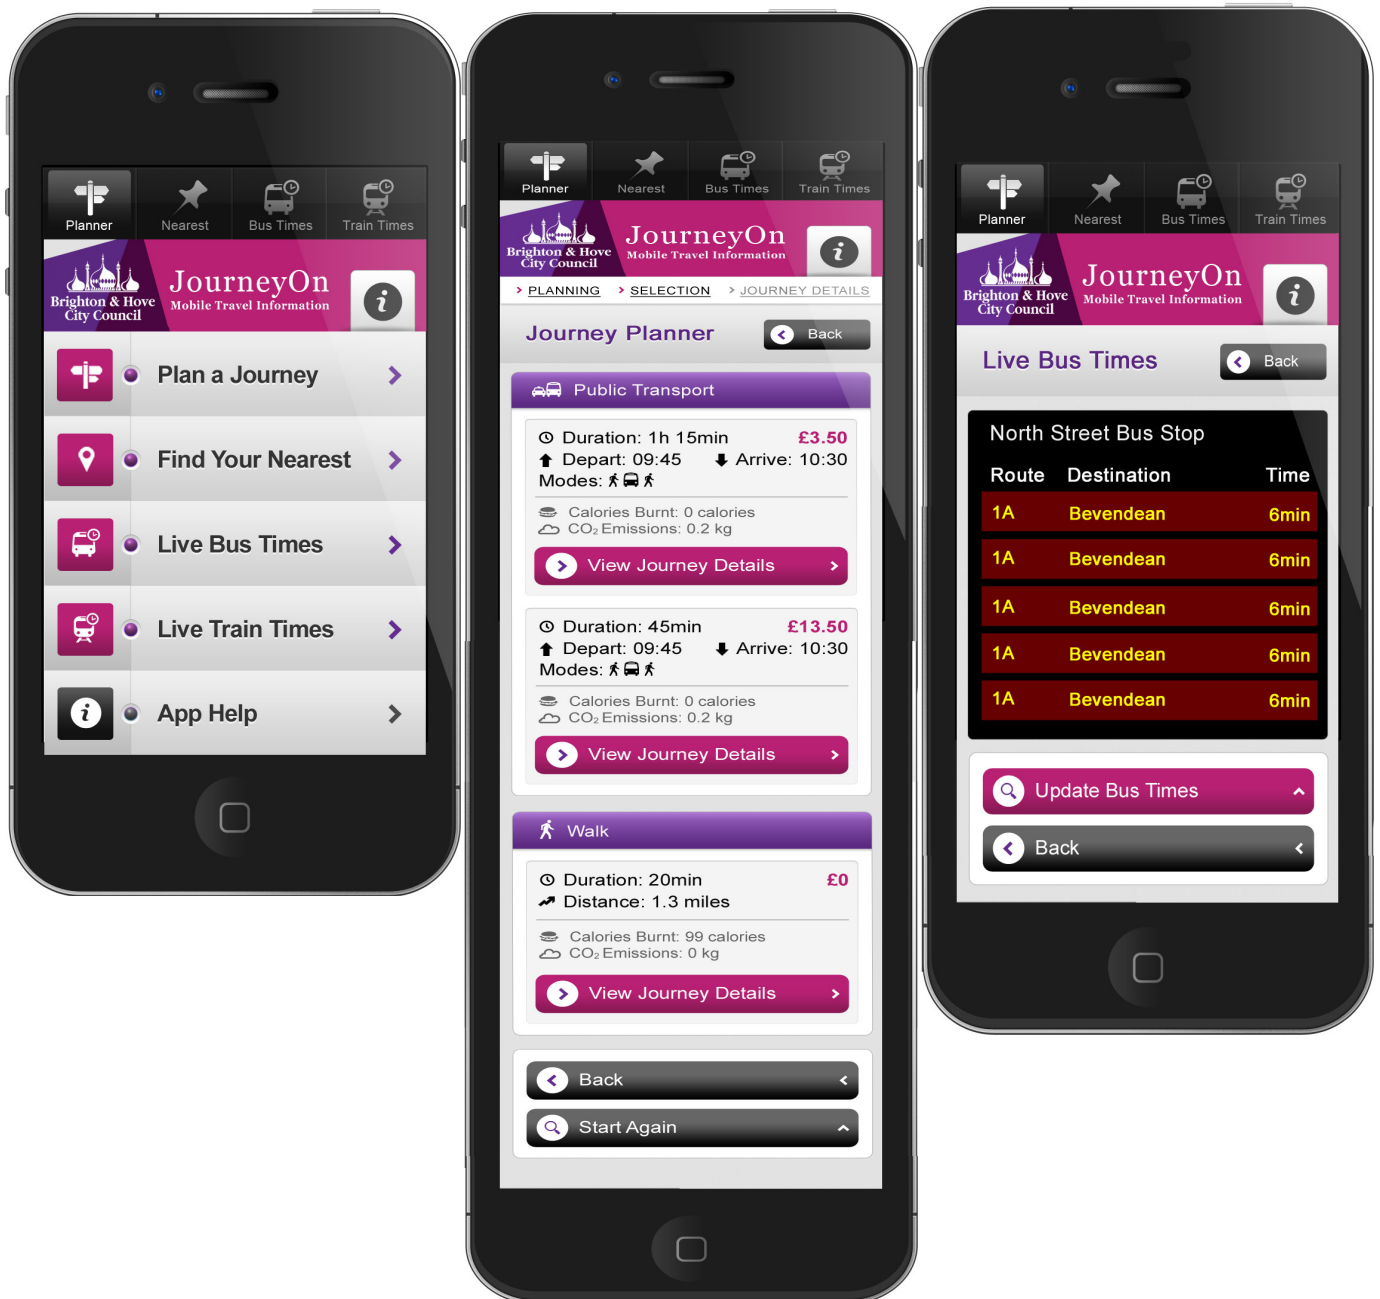 Planner
Nearest
Bus Times
Train Times
Brighton & Hove
City Council
JourneyOn
Mobile Travel Information
i
Plan a Journey
Find Your Nearest
Live Bus Times
Live Train Times
i
App Help
Planner
Nearest
Bus Times
Train Times
Brighton & Hove
City Council
JourneyOn
Mobile Travel Information
i
> PLANNING > SELECTION > JOURNEY DETAILS
Journey Planner
Back
Public Transport
Duration: 1h 15min £3.50
Depart: 09:45 Arrive: 10:30
Modes:
Calories Burnt: 0 calories
CO₂ Emissions: 0.2 kg
View Journey Details
Duration: 45min £13.50
Depart: 09:45 Arrive: 10:30
Modes:
Calories Burnt: 0 calories
CO₂ Emissions: 0.2 kg
View Journey Details
Walk
Duration: 20min £0
Distance: 1.3 miles
Calories Burnt: 99 calories
CO₂ Emissions: 0 kg
View Journey Details
Back
Start Again
Planner
Nearest
Bus Times
Train Times
Brighton & Hove
City Council
JourneyOn
Mobile Travel Information
i
Live Bus Times
Back
North Street Bus Stop
Route Destination Time
1A Bevendean 6min
1A Bevendean 6min
1A Bevendean 6min
1A Bevendean 6min
1A Bevendean 6min
Update Bus Times
Back